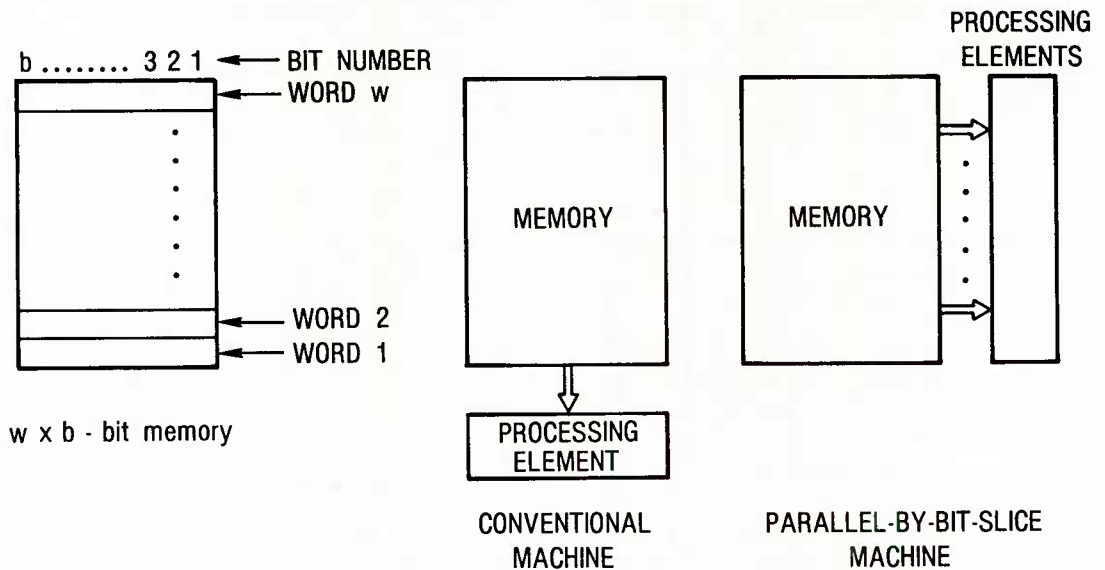 b ........ 3 2 1
BIT NUMBER
WORD w
WORD 2
WORD 1
w x b - bit memory
MEMORY
PROCESSING
ELEMENT
CONVENTIONAL
MACHINE
PROCESSING
ELEMENTS
MEMORY
PARALLEL-BY-BIT-SLICE
MACHINE